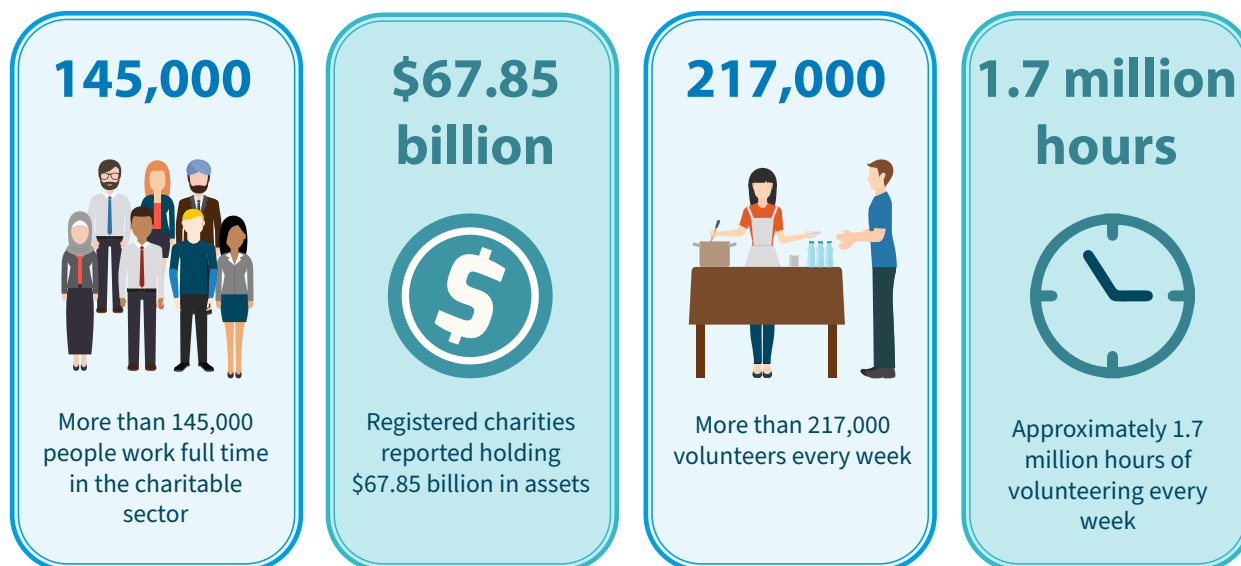 145,000
More than 145,000
people work full time
in the charitable
sector
$67.85
billion
$
Registered charities
reported holding
$67.85 billion in assets
217,000
More than 217,000
volunteers every week
1.7 million
hours
Approximately 1.7
million hours of
volunteering every
week